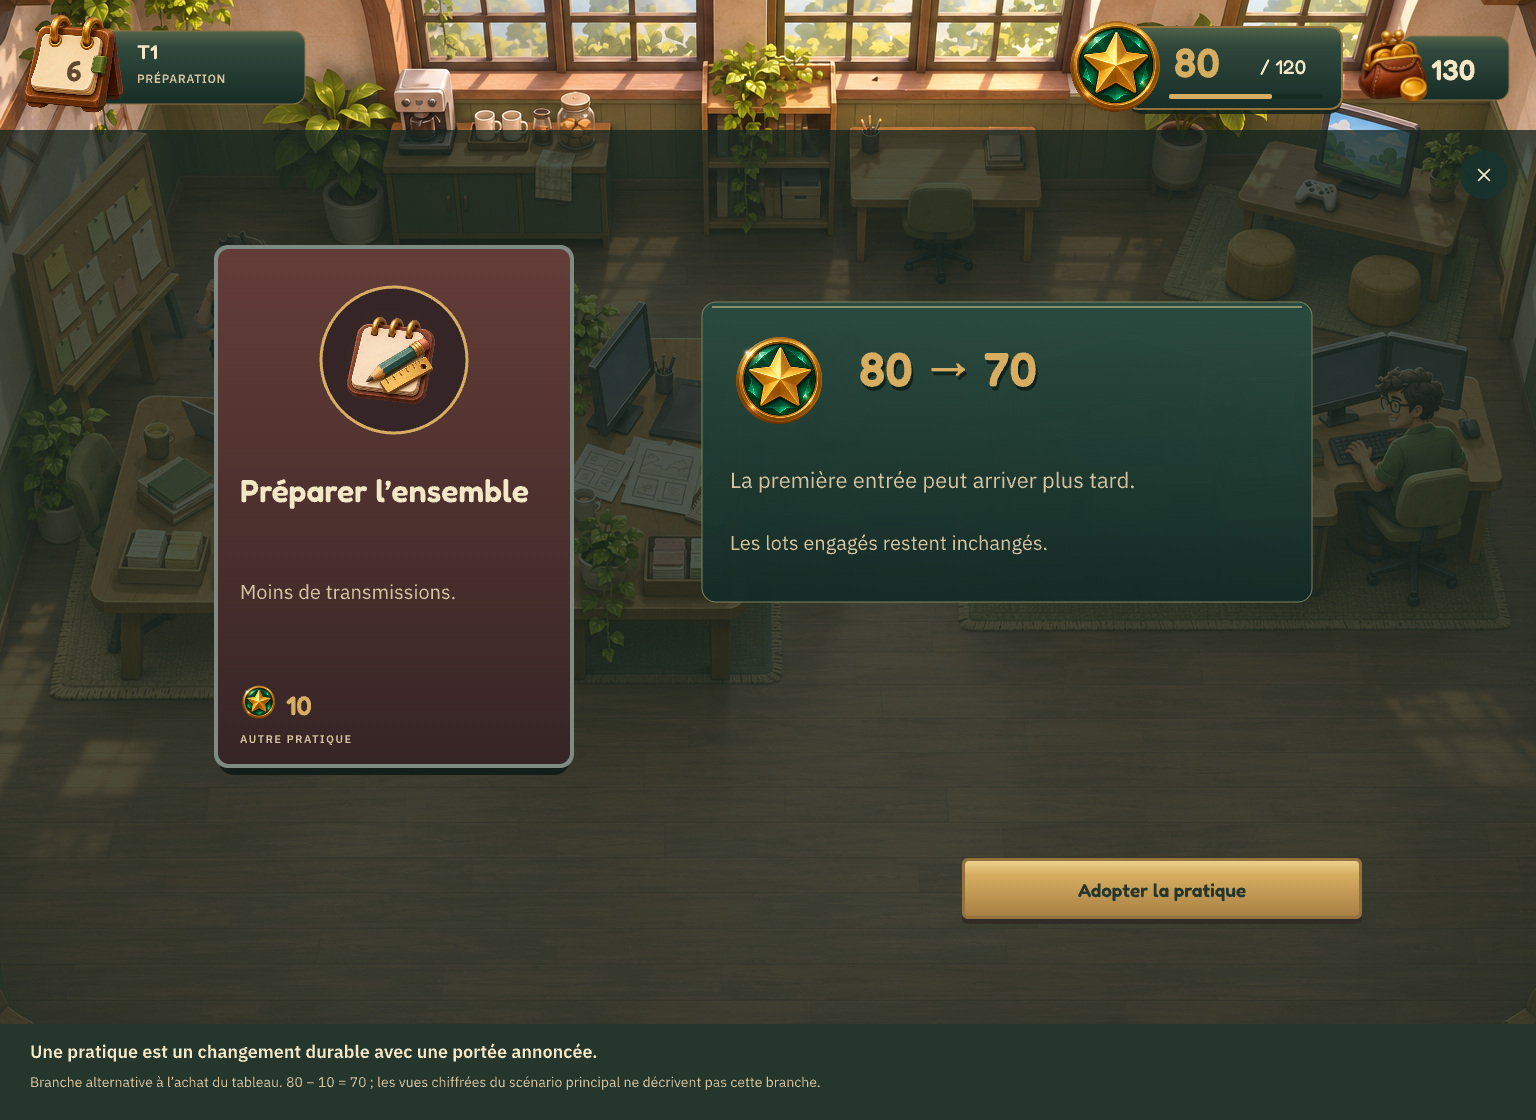 6
T1
PRÉPARATION
80 / 120
130
Préparer l’ensemble
Moins de transmissions.
10
AUTRE PRATIQUE
80 → 70
La première entrée peut arriver plus tard.
Les lots engagés restent inchangés.
Adopter la pratique
Une pratique est un changement durable avec une portée annoncée.
Branche alternative à l’achat du tableau. 80 – 10 = 70 ; les vues chiffrées du scénario principal ne décrivent pas cette branche.